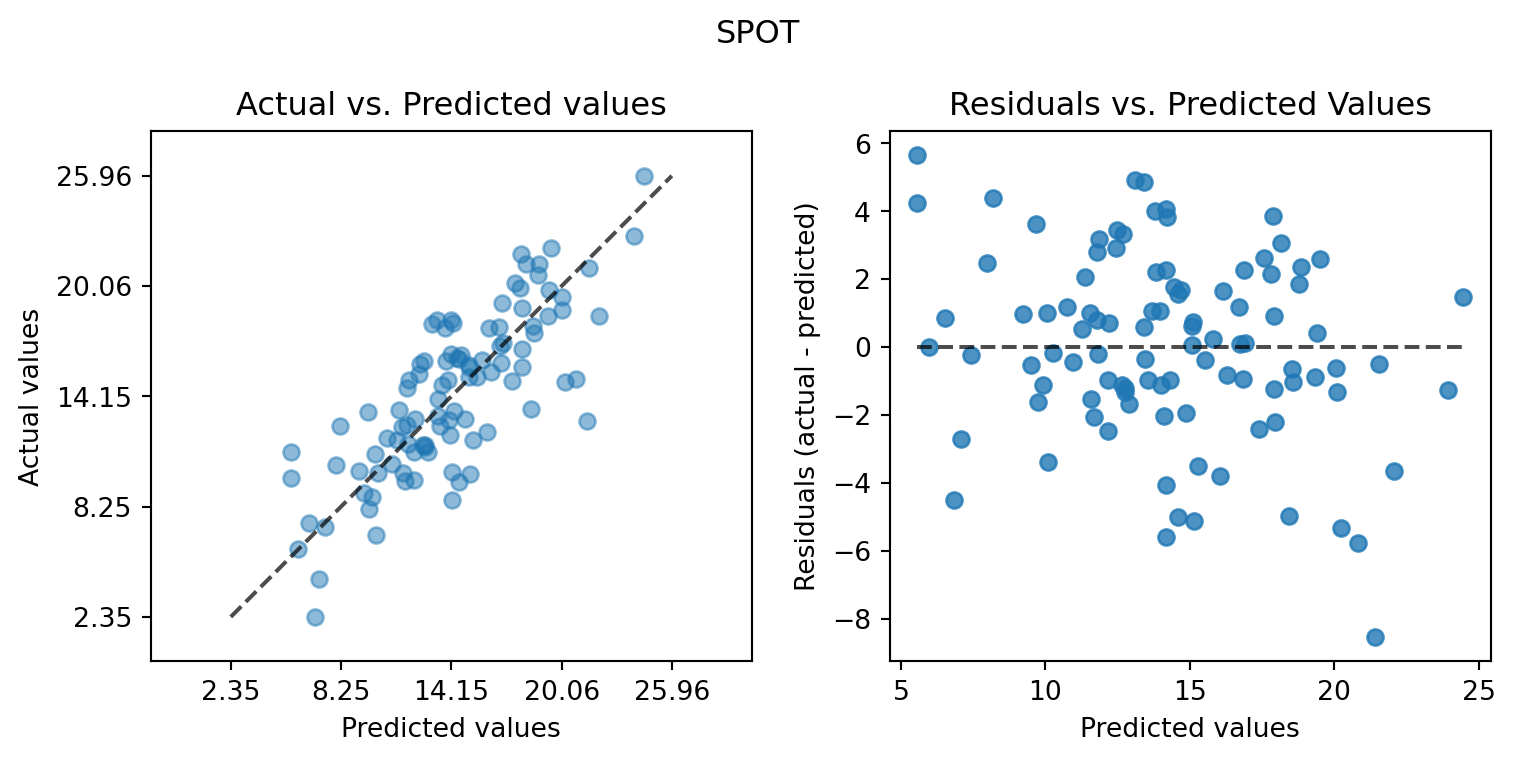 SPOT
Actual vs. Predicted values
Actual values
25.96
20.06
14.15
8.25
2.35
2.35 8.25 14.15 20.06 25.96
Predicted values
Residuals vs. Predicted Values
Residuals (actual - predicted)
6
4
2
0
−2
−4
−6
−8
5 10 15 20 25
Predicted values